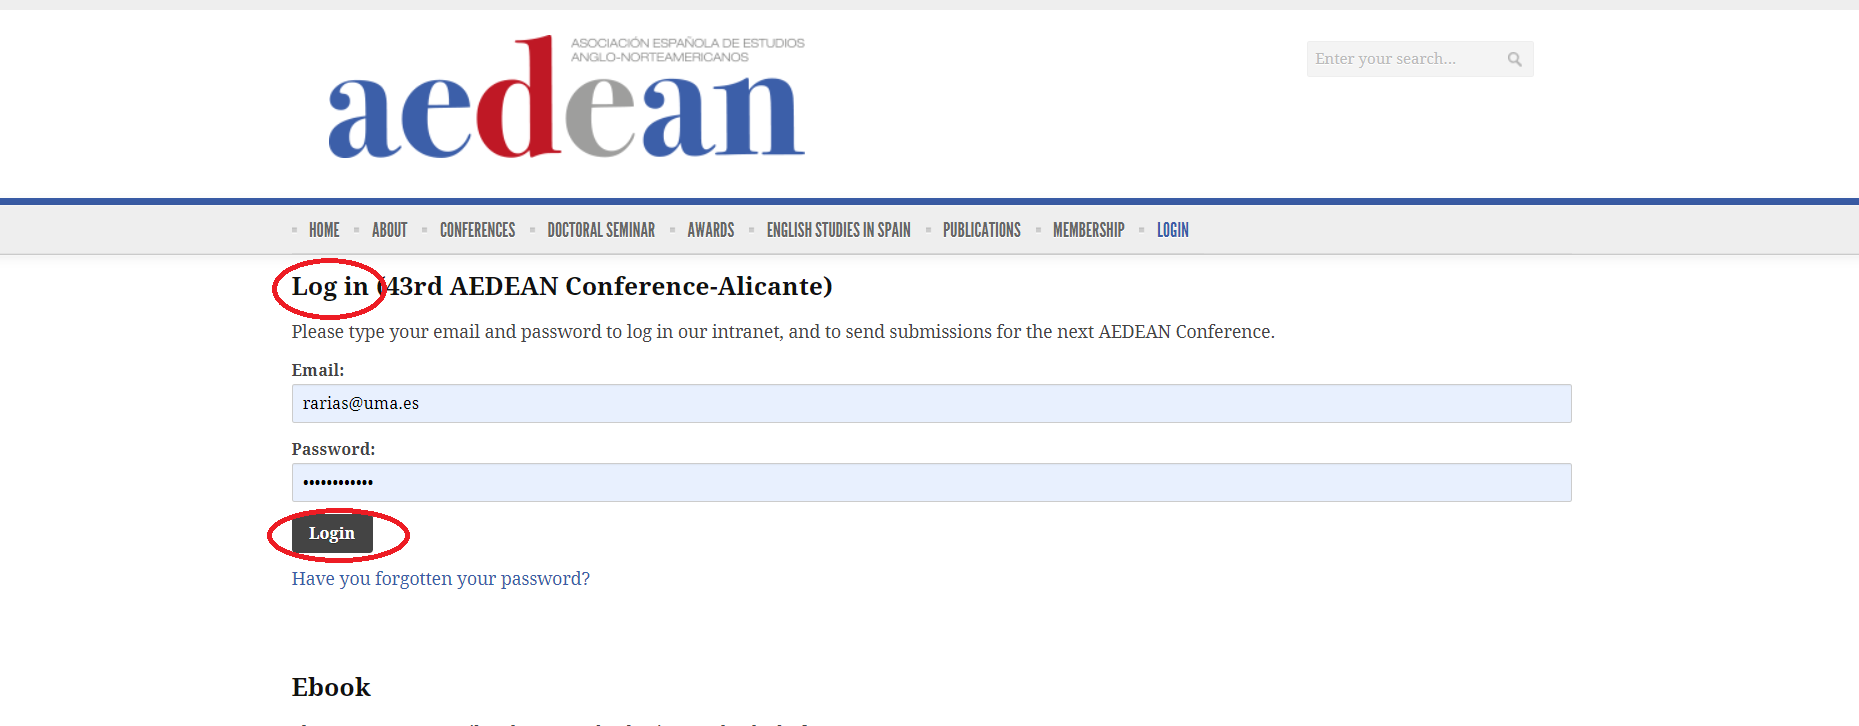 ASOCIACIÓN ESPAÑOLA DE ESTUDIOS
ANGLO-NORTEAMERICANOS
aedean
Enter your search...
HOME ABOUT CONFERENCES DOCTORAL SEMINAR AWARDS ENGLISH STUDIES IN SPAIN PUBLICATIONS MEMBERSHIP LOGIN
Log in (43rd AEDEAN Conference-Alicante)
Please type your email and password to log in our intranet, and to send submissions for the next AEDEAN Conference.
Email:
rarias@uma.es
Password:
••••••••••••
Login
Have you forgotten your password?
Ebook